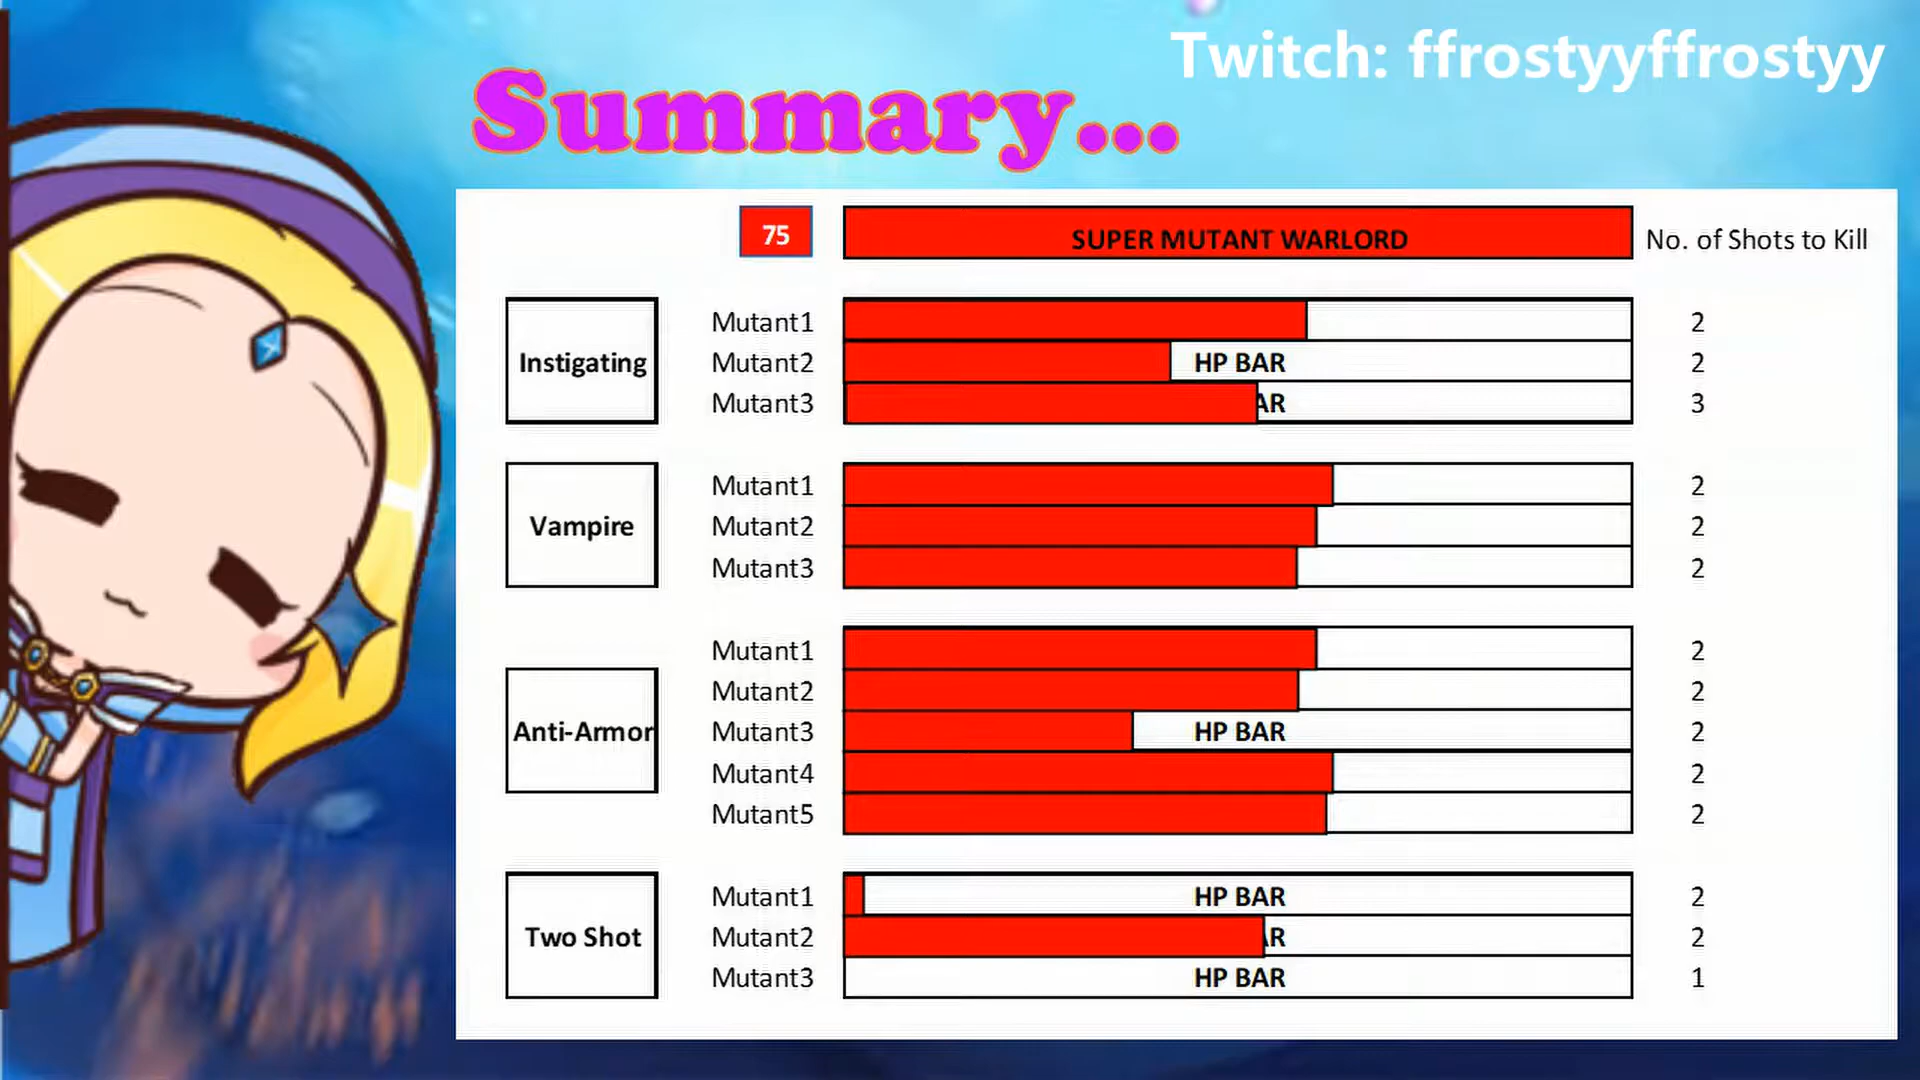 Twitch: ffrostyyffrostyy
Summary...
75 SUPER MUTANT WARLORD No. of Shots to Kill
Mutant1 2
Instigating Mutant2 HP BAR 2
Mutant3 AR 3
Mutant1 2
Vampire Mutant2 2
Mutant3 2
Mutant1 2
Mutant2 2
Anti-Armor Mutant3 HP BAR 2
Mutant4 2
Mutant5 2
Mutant1 HP BAR 2
Two Shot Mutant2 AR 2
Mutant3 HP BAR 1